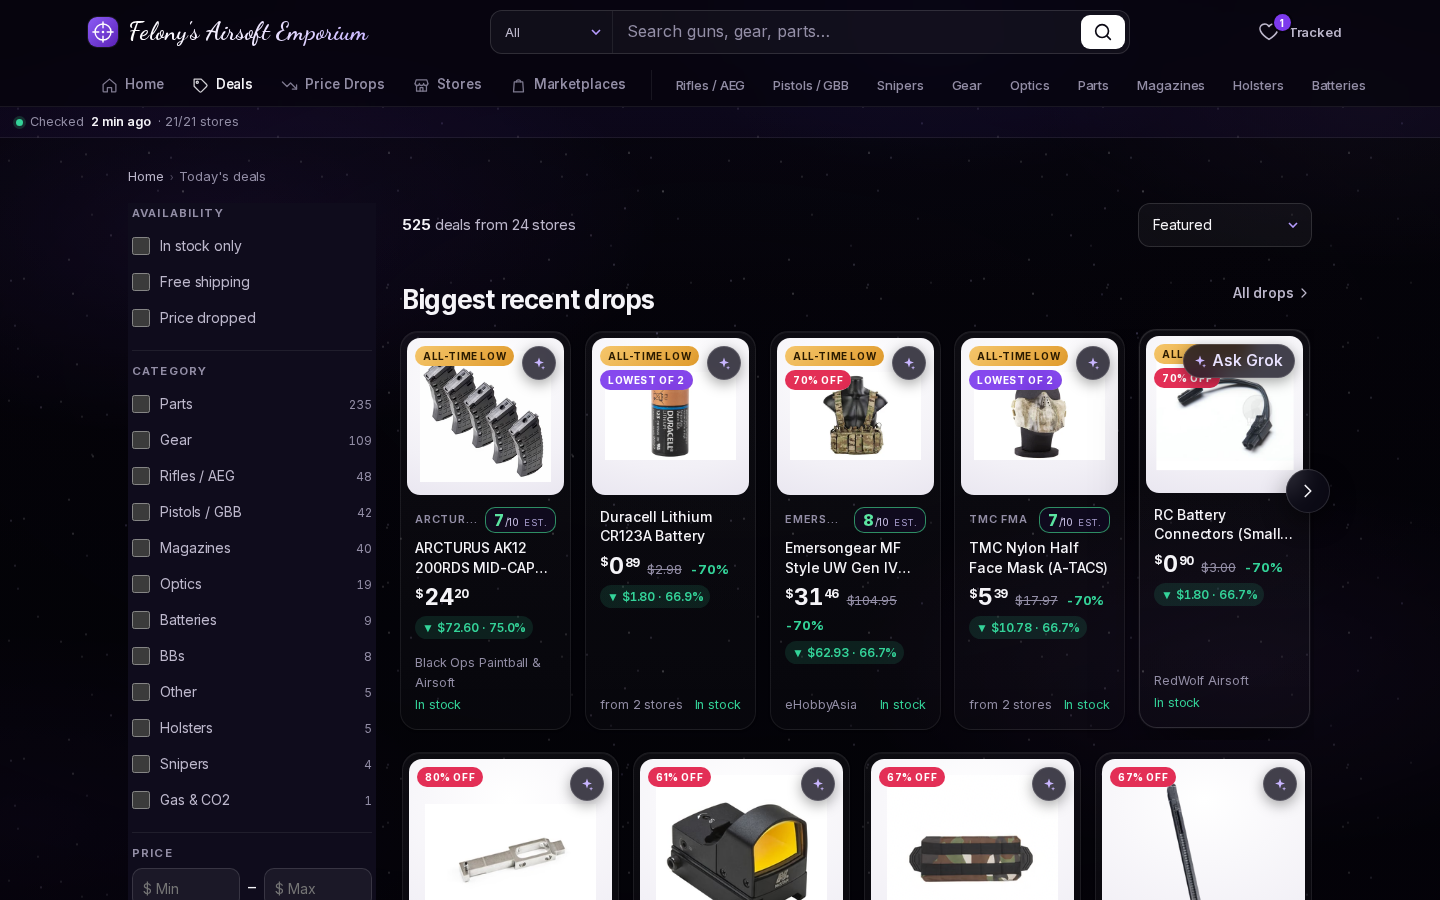 Felony's Airsoft Emporium
All
Search guns, gear, parts...
1
Tracked
Home
Deals
Price Drops
Stores
Marketplaces
Rifles / AEG
Pistols / GBB
Snipers
Gear
Optics
Parts
Magazines
Holsters
Batteries
Checked 2 min ago · 21/21 stores
Home › Today's deals
AVAILABILITY
In stock only
Free shipping
Price dropped
CATEGORY
Parts 235
Gear 109
Rifles / AEG 48
Pistols / GBB 42
Magazines 40
Optics 19
Batteries 9
BBs 8
Other 5
Holsters 5
Snipers 4
Gas & CO2 1
PRICE
$ Min – $ Max
525 deals from 24 stores
Featured
Biggest recent drops
All drops
ALL-TIME LOW
ARCTUR... 7/10 EST.
ARCTURUS AK12
200RDS MID-CAP...
$24 20
▼ $72.60 · 75.0%
Black Ops Paintball &
Airsoft
In stock
ALL-TIME LOW
LOWEST OF 2
DURACELL
Duracell Lithium
CR123A Battery
$0 89 $2.98 -70%
▼ $1.80 · 66.9%
from 2 stores In stock
ALL-TIME LOW
70% OFF
EMERS... 8/10 EST.
Emersongear MF
Style UW Gen IV...
$31 46 $104.95
-70%
▼ $62.93 · 66.7%
eHobbyAsia In stock
ALL-TIME LOW
LOWEST OF 2
TMC FMA 7/10 EST.
TMC Nylon Half
Face Mask (A-TACS)
$5 39 $17.97 -70%
▼ $10.78 · 66.7%
from 2 stores In stock
ALL
Ask Grok
70% OFF
RC Battery
Connectors (Small...
$0 90 $3.00 -70%
▼ $1.80 · 66.7%
RedWolf Airsoft
In stock
80% OFF
61% OFF
67% OFF
67% OFF